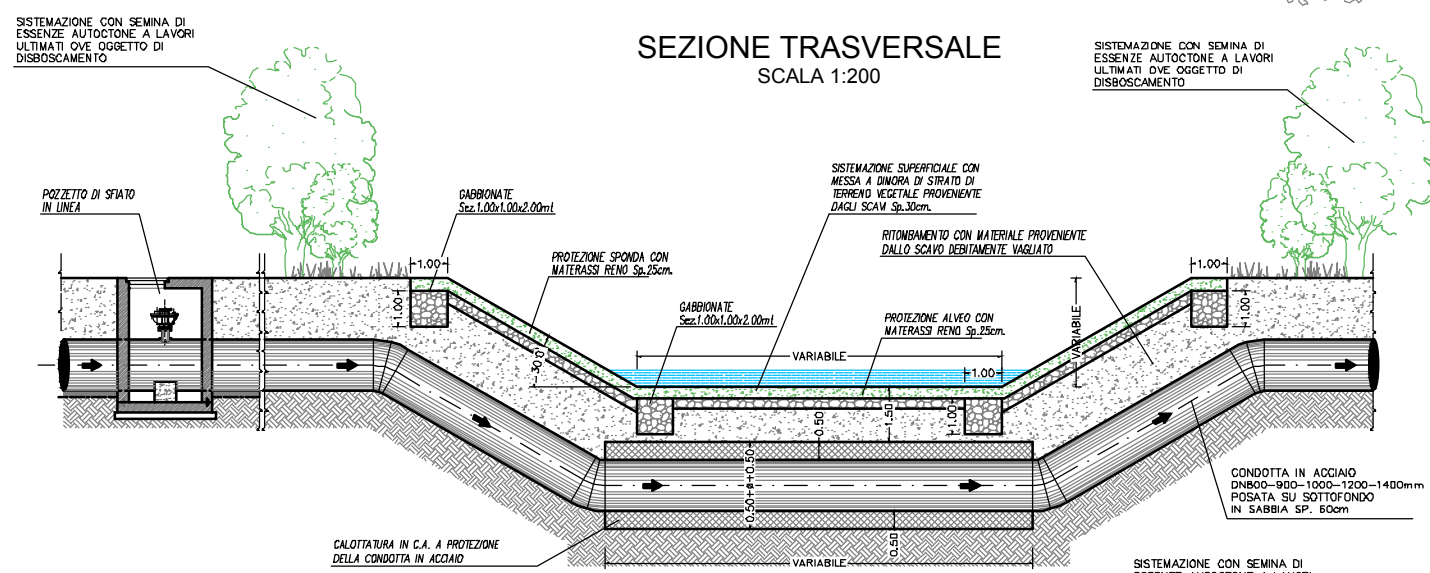 SISTEMAZIONE CON SEMINA DI
ESSENZE AUTOCTONE A LAVORI
ULTIMATI OVE OGGETTO DI
DISBOSCAMENTO
SEZIONE TRASVERSALE
SCALA 1:200
SISTEMAZIONE CON SEMINA DI
ESSENZE AUTOCTONE A LAVORI
ULTIMATI OVE OGGETTO DI
DISBOSCAMENTO
POZZETTO DI SFIATO
IN LINEA
GABBIONATE
Sez.1.00x1.00x2.00ml
SISTEMAZIONE SUPERFICIALE CON
MESSA A DIMORA DI STRATO DI
TERRENO VEGETALE PROVENIENTE
DAGLI SCAVI Sp.30cm.
RITOMBAMENTO CON MATERIALE PROVENIENTE
DALLO SCAVO DEBITAMENTE VAGLIATO
PROTEZIONE SPONDA CON
MATERASSI RENO Sp.25cm.
1.00
1.00
1.00
1.00
GABBIONATE
Sez.1.00x1.00x2.00ml
PROTEZIONE ALVEO CON
MATERASSI RENO Sp.25cm.
VARIABILE
VARIABILE
30.0°
1.00
1.00
1.50
0.50
0.50+ø+0.50
0.50
CONDOTTA IN ACCIAIO
DN800-900-1000-1200-1400mm
POSATA SU SOTTOFONDO
IN SABBIA SP. 60cm
CALOTTATURA IN C.A. A PROTEZIONE
DELLA CONDOTTA IN ACCIAIO
VARIABILE
SISTEMAZIONE CON SEMINA DI